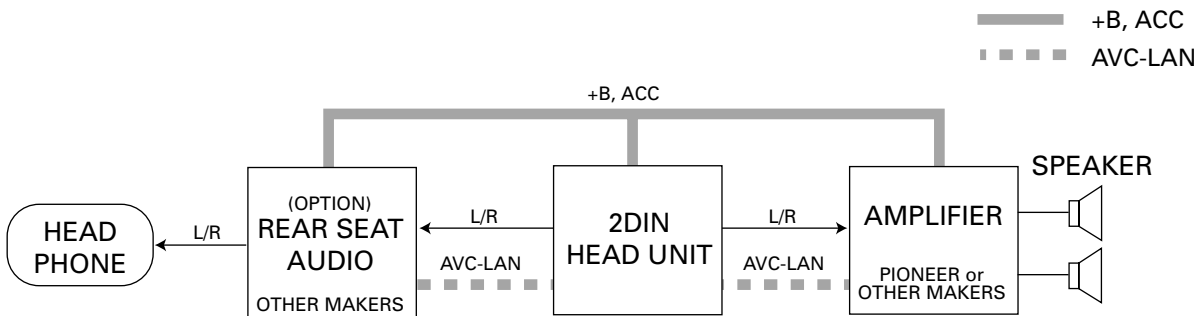 +B, ACC
AVC-LAN
+B, ACC
SPEAKER
HEAD
PHONE
L/R
(OPTION)
REAR SEAT
AUDIO
OTHER MAKERS
L/R
AVC-LAN
2DIN
HEAD UNIT
L/R
AVC-LAN
AMPLIFIER
PIONEER or
OTHER MAKERS